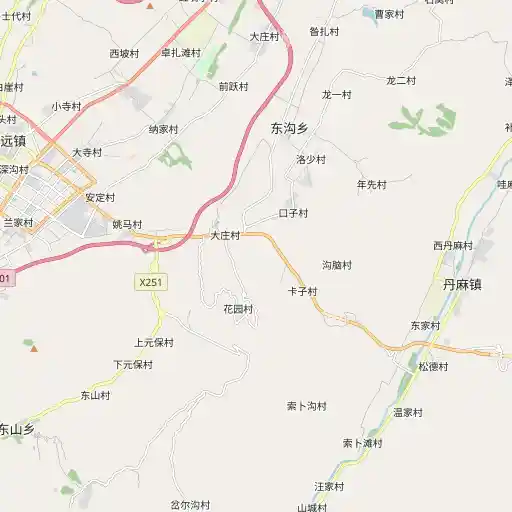 士代村
曹家村
昝扎村
大庄村
西坡村
卓扎滩村
前跃村
龙二村
龙一村
白崖村
小寺村
纳家村
东沟乡
远镇
大寺村
洛少村
深沟村
年先村
安定村
兰家村
姚马村
口子村
大庄村
西丹麻村
沟脑村
01
X251
卡子村
丹麻镇
花园村
东家村
上元保村
下元保村
松德村
东山村
索卜沟村
温家村
东山乡
索卜滩村
汪家村
岔尔沟村
山城村